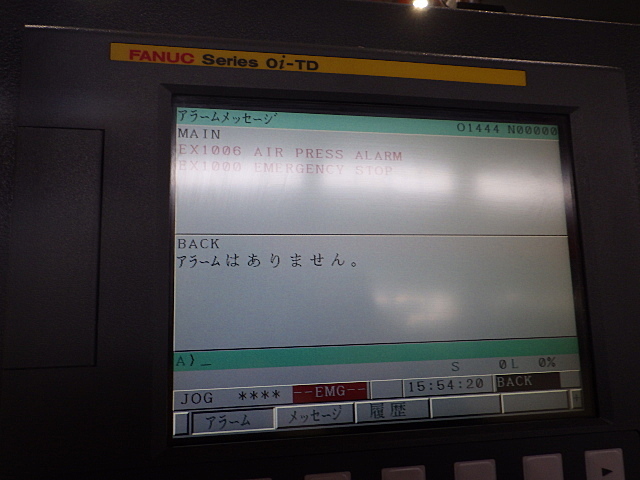 FANUC Series 0i-TD
アラームメッセージ
O1444 N00000
MAIN
EX1006 AIR PRESS ALARM
EX1000 EMERGENCY STOP
BACK
アラームはありません。
A)_
S 0L 0%
JOG **** --EMG-- 15:54:20 BACK
アラーム メッセージ 履歴